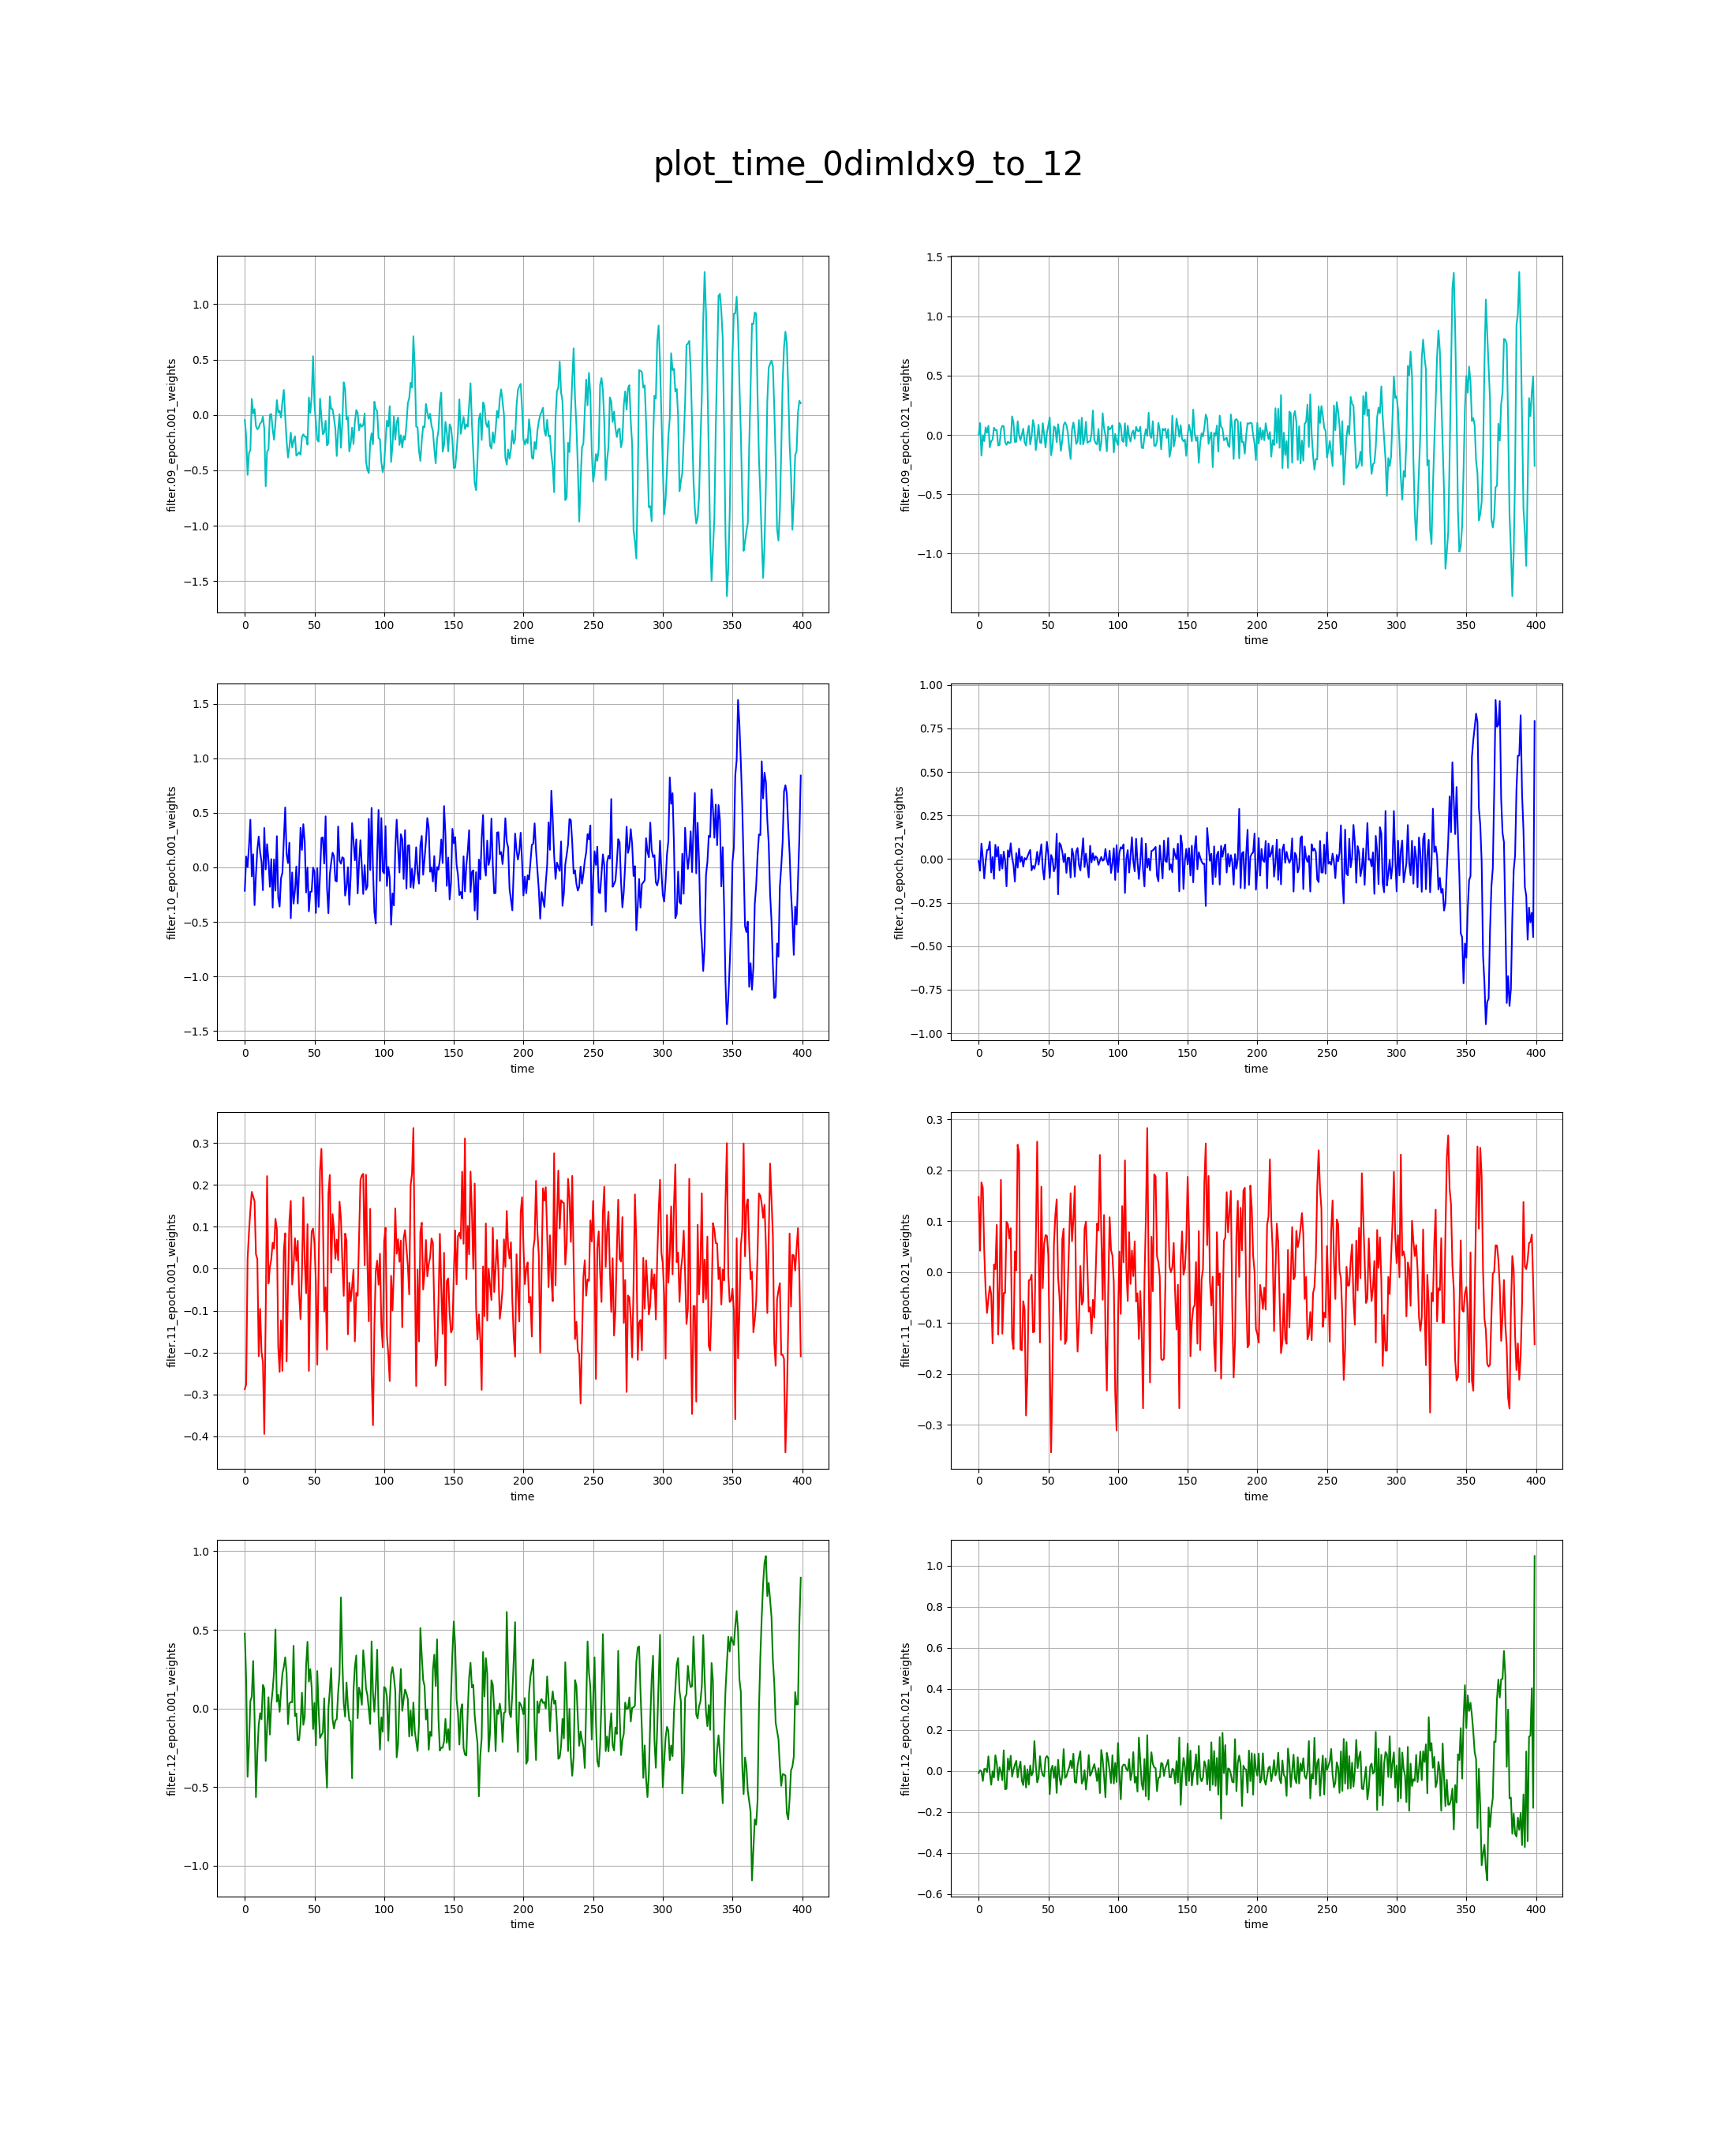 plot_time_0dimIdx9_to_12
filter.09_epoch.001_weights
1.0
0.5
0.0
−0.5
−1.0
−1.5
0 50 100 150 200 250 300 350 400
time
filter.09_epoch.021_weights
1.5
1.0
0.5
0.0
−0.5
−1.0
0 50 100 150 200 250 300 350 400
time
filter.10_epoch.001_weights
1.5
1.0
0.5
0.0
−0.5
−1.0
−1.5
0 50 100 150 200 250 300 350 400
time
filter.10_epoch.021_weights
1.00
0.75
0.50
0.25
0.00
−0.25
−0.50
−0.75
−1.00
0 50 100 150 200 250 300 350 400
time
filter.11_epoch.001_weights
0.3
0.2
0.1
0.0
−0.1
−0.2
−0.3
−0.4
0 50 100 150 200 250 300 350 400
time
filter.11_epoch.021_weights
0.3
0.2
0.1
0.0
−0.1
−0.2
−0.3
0 50 100 150 200 250 300 350 400
time
filter.12_epoch.001_weights
1.0
0.5
0.0
−0.5
−1.0
0 50 100 150 200 250 300 350 400
time
filter.12_epoch.021_weights
1.0
0.8
0.6
0.4
0.2
0.0
−0.2
−0.4
−0.6
0 50 100 150 200 250 300 350 400
time